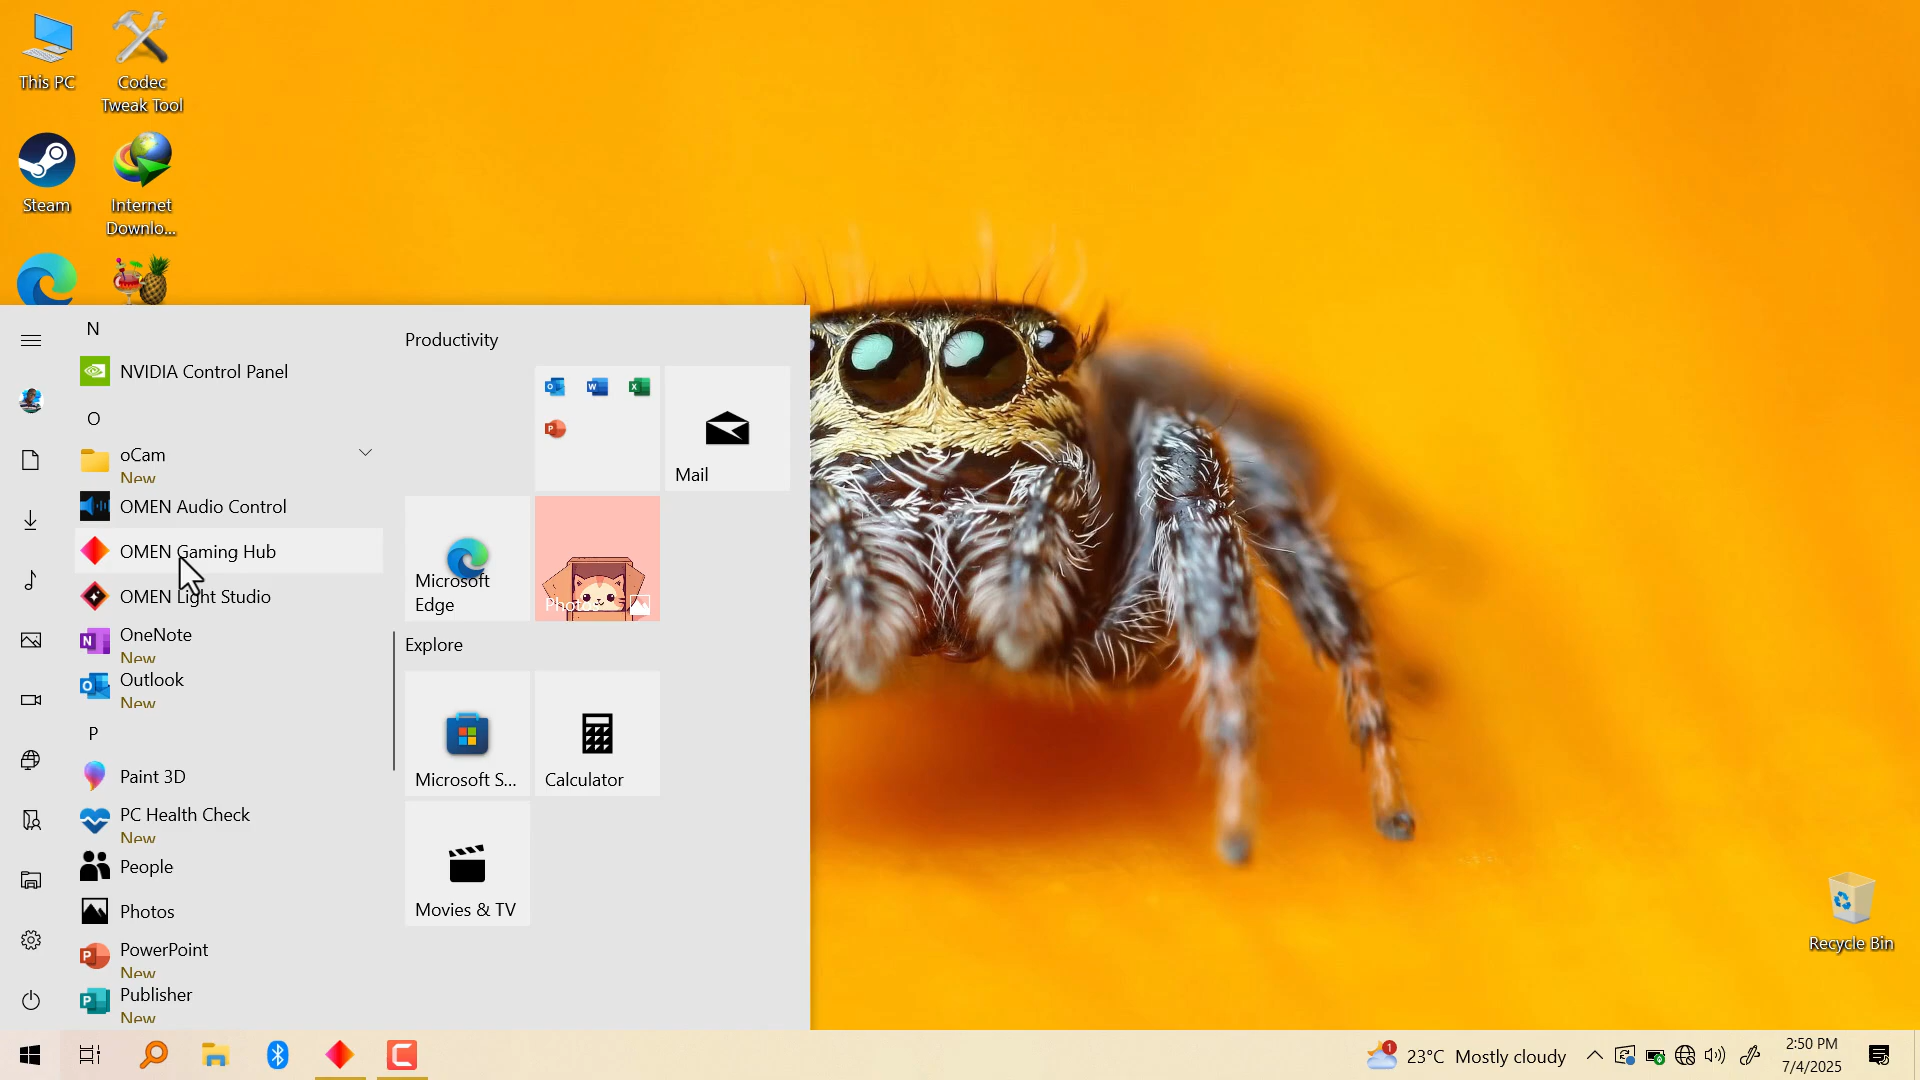 This PC
Codec
Tweak Tool
Steam
Internet
Downlo...
N
NVIDIA Control Panel
O
oCam
New
OMEN Audio Control
OMEN Gaming Hub
OMEN Light Studio
OneNote
New
Outlook
New
P
Paint 3D
PC Health Check
New
People
Photos
PowerPoint
New
Publisher
New
Productivity
Mail
Microsoft
Edge
Photos
Explore
Microsoft S...
Calculator
Movies & TV
Recycle Bin
1
23°C Mostly cloudy
2:50 PM
7/4/2025